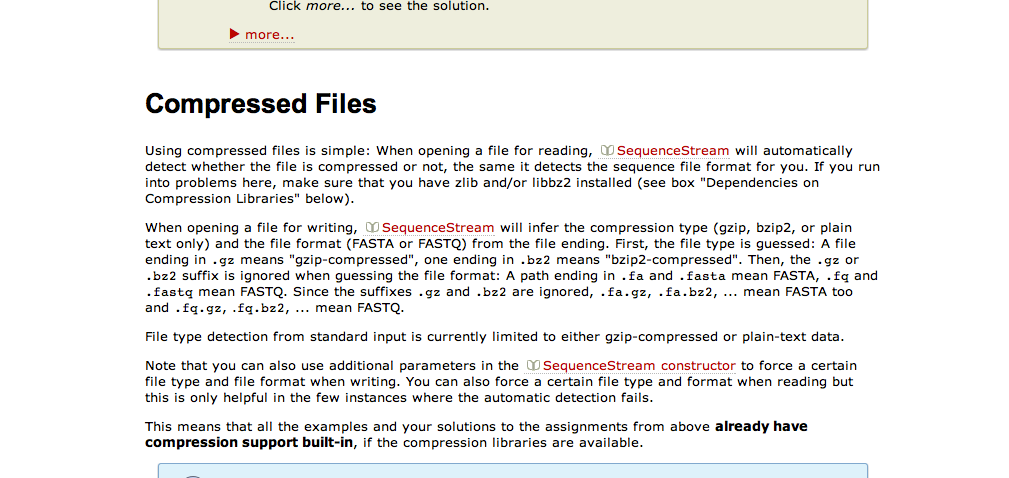 Click more... to see the solution.
more...
Compressed Files
Using compressed files is simple: When opening a file for reading, SequenceStream will automatically
detect whether the file is compressed or not, the same it detects the sequence file format for you. If you run
into problems here, make sure that you have zlib and/or libbz2 installed (see box "Dependencies on
Compression Libraries" below).
When opening a file for writing, SequenceStream will infer the compression type (gzip, bzip2, or plain
text only) and the file format (FASTA or FASTQ) from the file ending. First, the file type is guessed: A file
ending in .gz means "gzip-compressed", one ending in .bz2 means "bzip2-compressed". Then, the .gz or
.bz2 suffix is ignored when guessing the file format: A path ending in .fa and .fasta mean FASTA, .fq and
.fastq mean FASTQ. Since the suffixes .gz and .bz2 are ignored, .fa.gz, .fa.bz2, ... mean FASTA too
and .fq.gz, .fq.bz2, ... mean FASTQ.
File type detection from standard input is currently limited to either gzip-compressed or plain-text data.
Note that you can also use additional parameters in the SequenceStream constructor to force a certain
file type and file format when writing. You can also force a certain file type and format when reading but
this is only helpful in the few instances where the automatic detection fails.
This means that all the examples and your solutions to the assignments from above already have
compression support built-in, if the compression libraries are available.